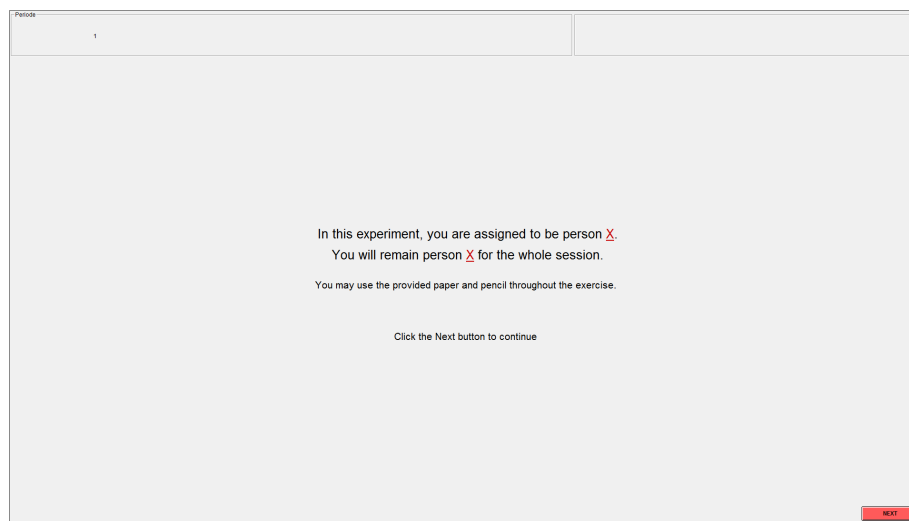 Periode
1
In this experiment, you are assigned to be person X.
You will remain person X for the whole session.
You may use the provided paper and pencil throughout the exercise.
Click the Next button to continue
NEXT